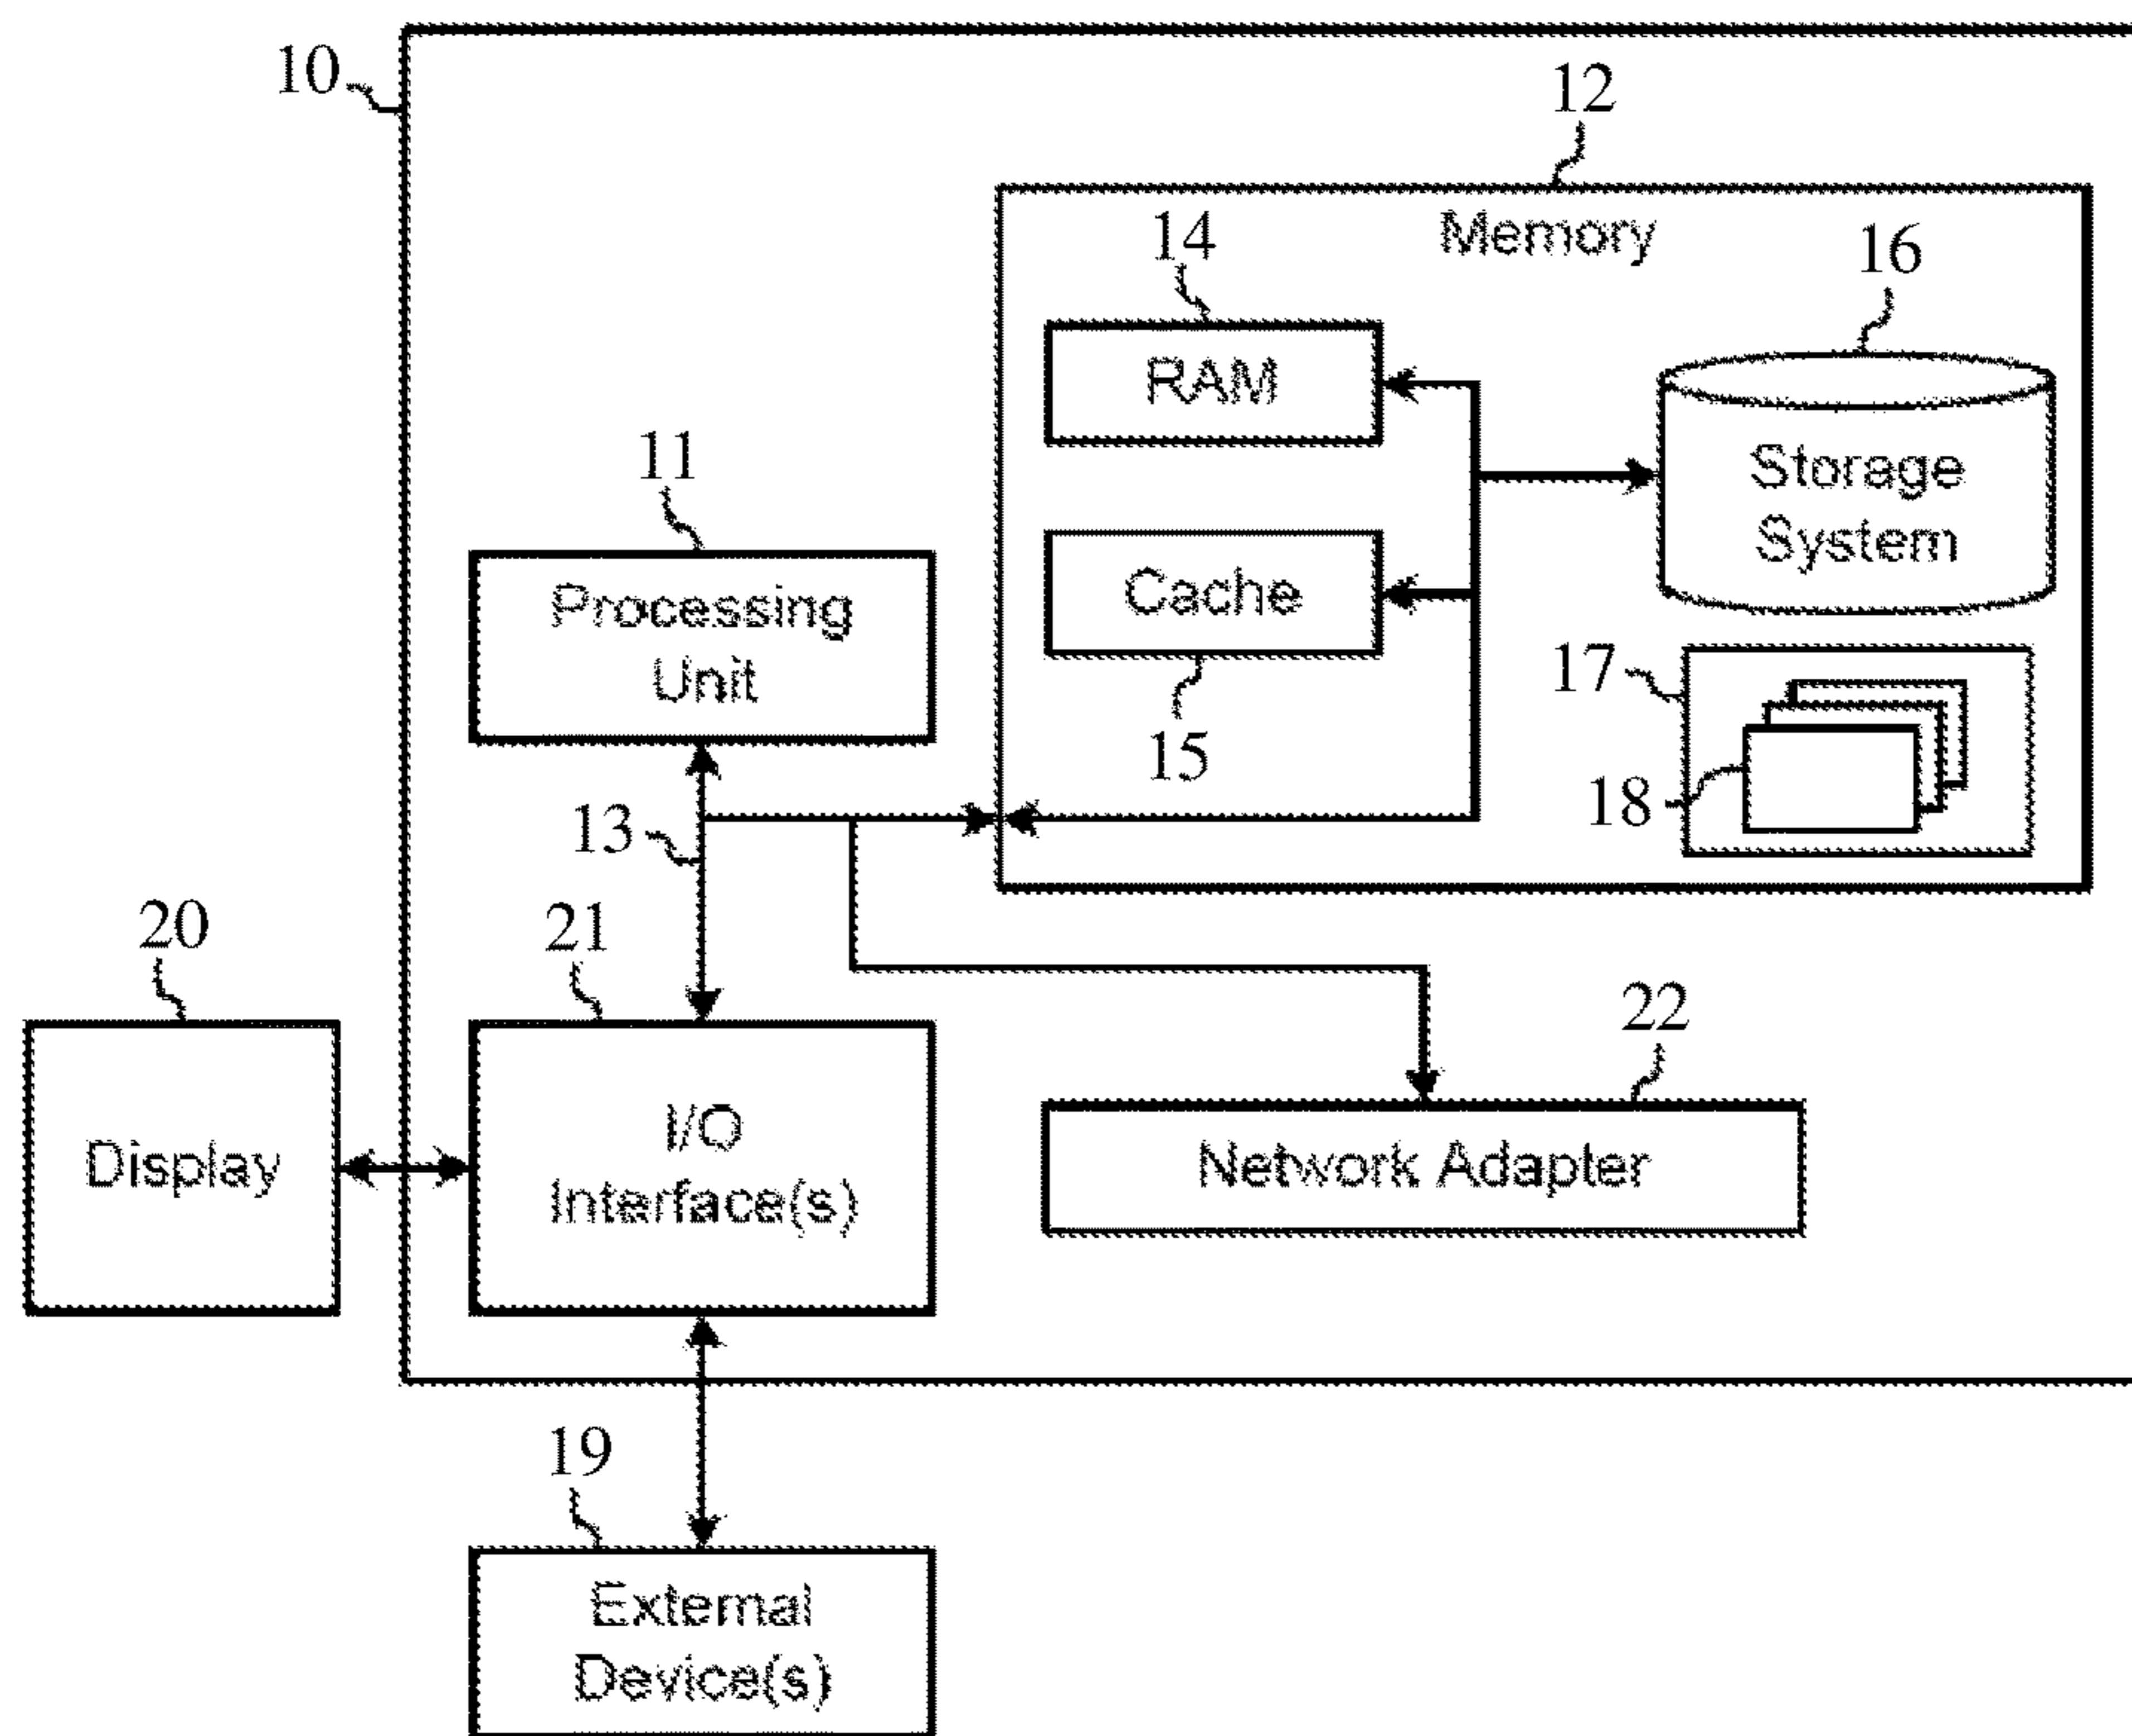 10
12
Memory
14
16
RAM
Storage
System
11
Processing
Unit
Cache
15
17
18
13
20
21
22
Display
I/O
Interface(s)
Network Adapter
19
External
Device(s)